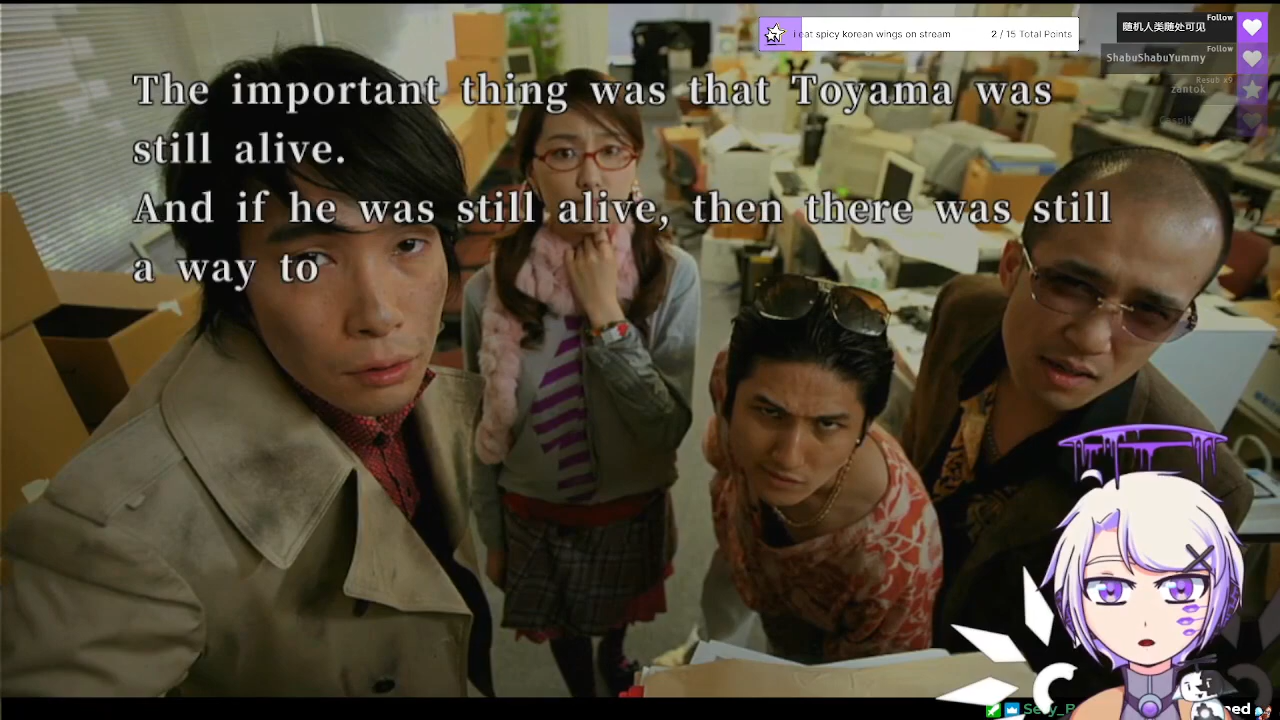 i eat spicy korean wings on stream
2 / 15 Total Points
Follow
随机人类随处可见
Follow
ShabuShabuYummy
Resub x9
zantok
The important thing was that Toyama was
still alive.
And if he was still alive, then there was still
a way to